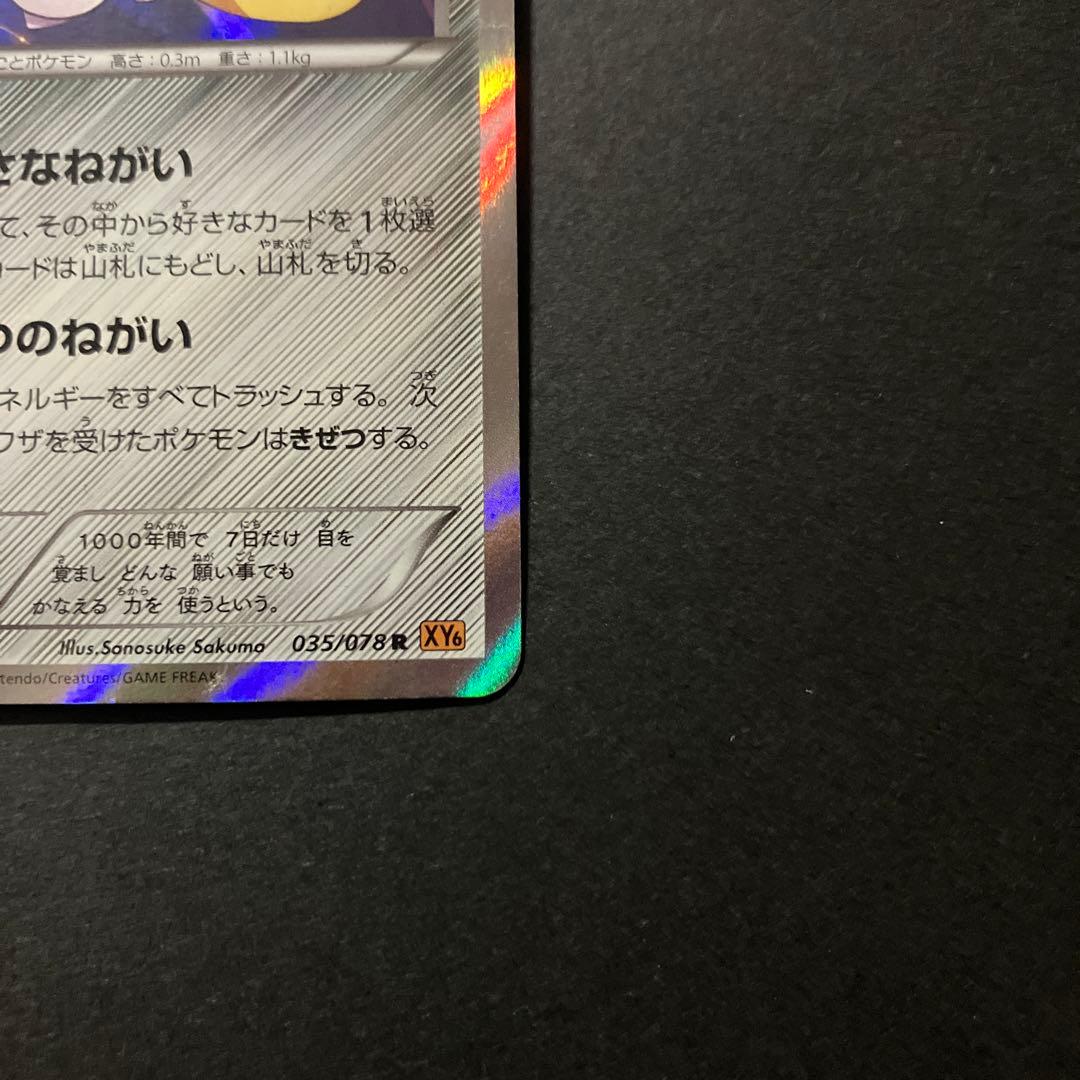 ごとポケモン 高さ：0.3m 重さ：1.1kg
さなねがい
て、その中から好きなカードを1枚選
カードは山札にもどし、山札を切る。
つのねがい
ネルギーをすべてトラッシュする。次
ワザを受けたポケモンはきぜつする。
1000年間で 7日だけ 目を
覚まし どんな 願い事でも
かなえる 力を 使うという。
Illus.Sanosuke Sakuma 035/078 R XY6
tendo/Creatures/GAME FREAK.